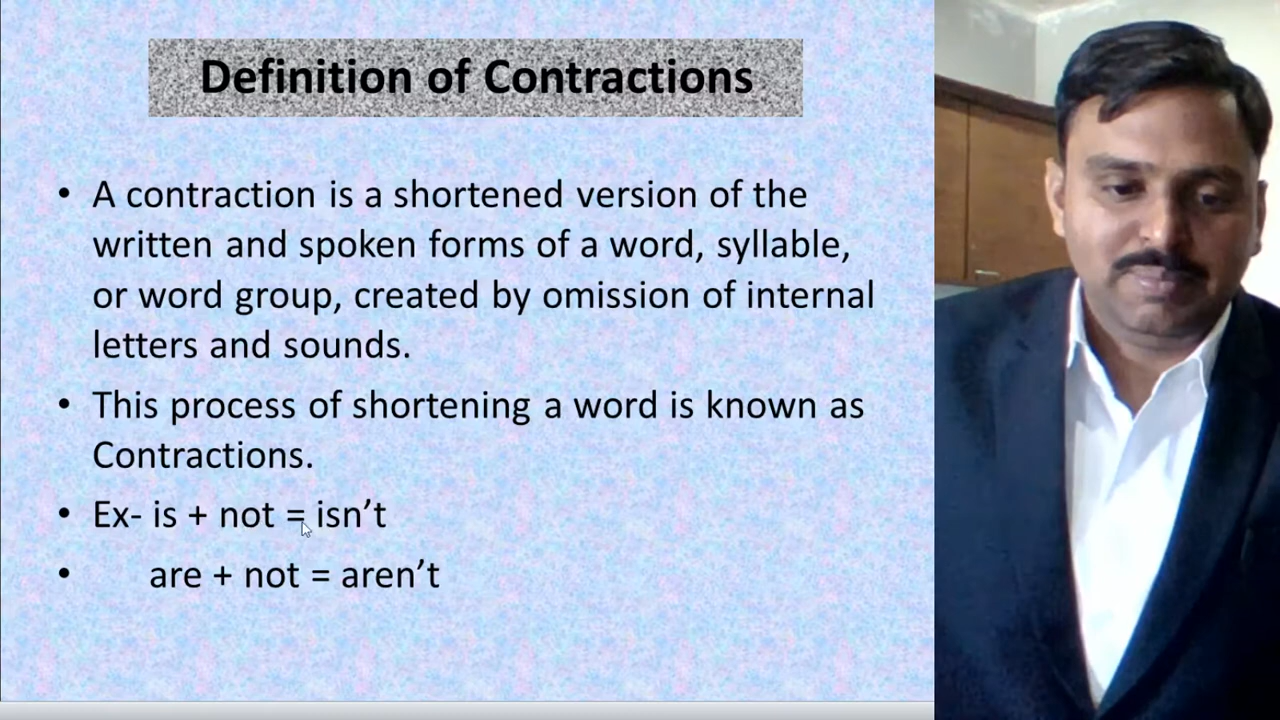 Definition of Contractions
• A contraction is a shortened version of the
written and spoken forms of a word, syllable,
or word group, created by omission of internal
letters and sounds.
• This process of shortening a word is known as
Contractions.
• Ex- is + not = isn’t
• are + not = aren’t